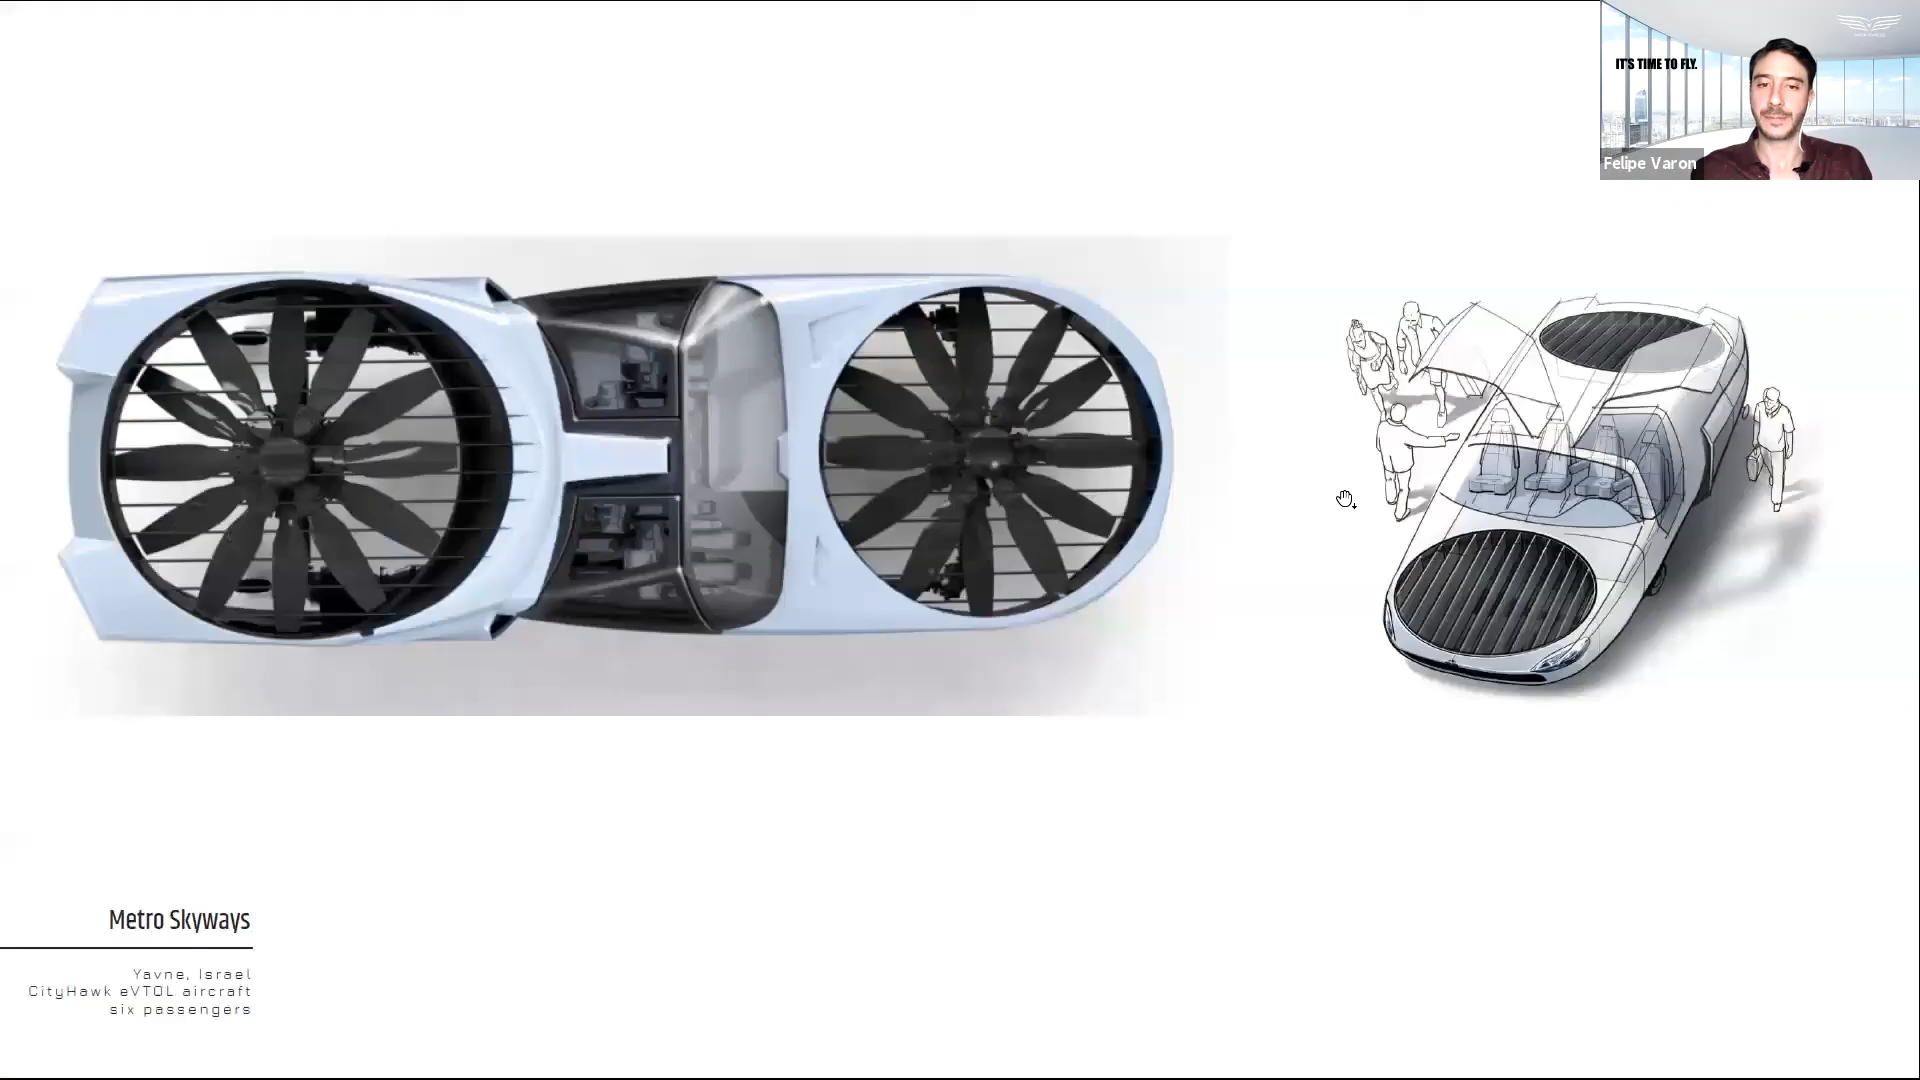 IT'S TIME TO FLY.
Felipe Varon
Metro Skyways
Yavne, Israel
CityHawk eVTOL aircraft
six passengers